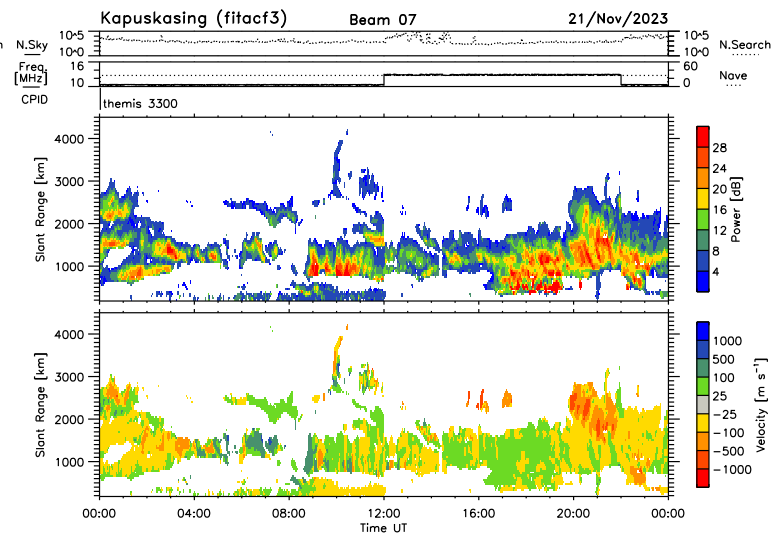 Kapuskasing (fitacf3) Beam 07 21/Nov/2023
n N.Sky 10^5 10^0 10^5 10^0 N.Search
Freq. [MHz] 16 10 60 0 Nave
CPID themis 3300
Slant Range [km] 4000 3000 2000 1000
Power [dB] 28 24 20 16 12 8 4
Slant Range [km] 4000 3000 2000 1000
Velocity [m s⁻¹] 1000 500 100 25 -25 -100 -500 -1000
00:00 04:00 08:00 12:00 16:00 20:00 00:00
Time UT